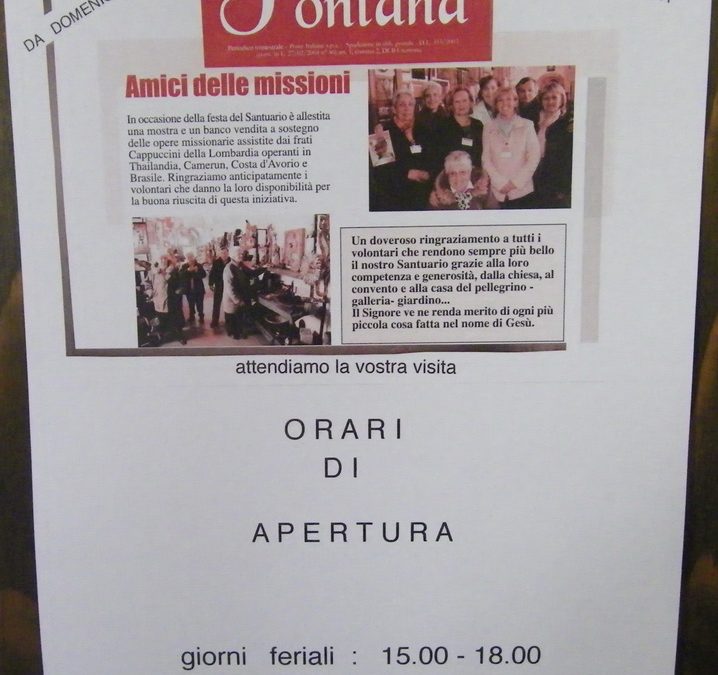 DA DOMENIC
Fontana
Amici delle missioni
In occasione della festa del Santuario è allestita
una mostra e un banco vendita a sostegno
delle opere missionarie assistite dai frati
Cappuccini della Lombardia operanti in
Thailandia, Camerun, Costa d'Avorio e
Brasile. Ringraziamo anticipatamente i
volontari che danno la loro disponibilità per
la buona riuscita di questa iniziativa.
Un doveroso ringraziamento a tutti i
volontari che rendono sempre più bello
il nostro Santuario grazie alla loro
competenza e generosità, dalla chiesa, al
convento e alla casa del pellegrino -
galleria- giardino...
Il Signore ve ne renda merito di ogni più
piccola cosa fatta nel nome di Gesù.
attendiamo la vostra visita
ORARI
DI
APERTURA
giorni feriali : 15.00 - 18.00